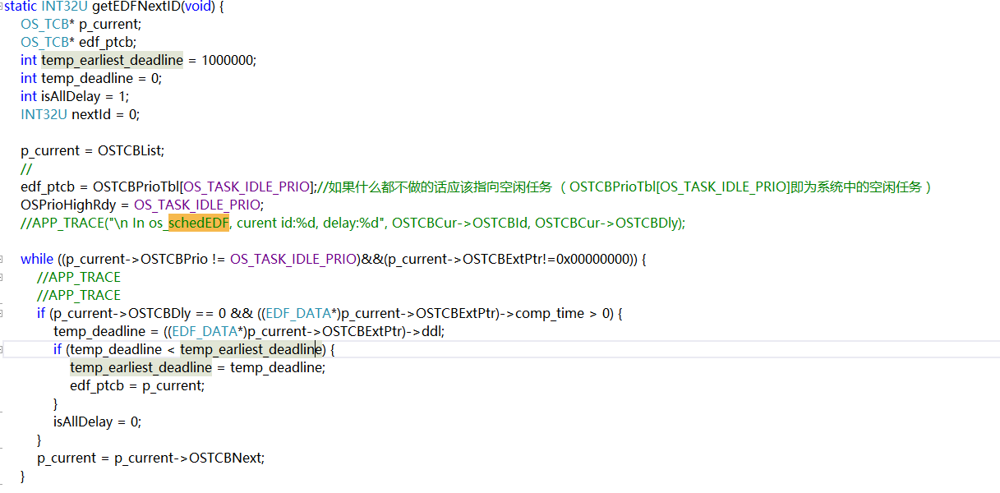 static INT32U getEDFNextID(void) {
OS_TCB* p_current;
OS_TCB* edf_ptcb;
int temp_earliest_deadline = 1000000;
int temp_deadline = 0;
int isAllDelay = 1;
INT32U nextId = 0;
p_current = OSTCBList;
//
edf_ptcb = OSTCBPrioTbl[OS_TASK_IDLE_PRIO];//如果什么都不做的话应该指向空闲任务（OSTCBPrioTbl[OS_TASK_IDLE_PRIO]即为系统中的空闲任务）
OSPrioHighRdy = OS_TASK_IDLE_PRIO;
//APP_TRACE("\n In os_schedEDF, curent id:%d, delay:%d", OSTCBCur->OSTCBId, OSTCBCur->OSTCBDly);
while ((p_current->OSTCBPrio != OS_TASK_IDLE_PRIO)&&(p_current->OSTCBExtPtr!=0x00000000)) {
//APP_TRACE
//APP_TRACE
if (p_current->OSTCBDly == 0 && ((EDF_DATA*)p_current->OSTCBExtPtr)->comp_time > 0) {
temp_deadline = ((EDF_DATA*)p_current->OSTCBExtPtr)->ddl;
if (temp_deadline < temp_earliest_deadline) {
temp_earliest_deadline = temp_deadline;
edf_ptcb = p_current;
}
isAllDelay = 0;
}
p_current = p_current->OSTCBNext;
}